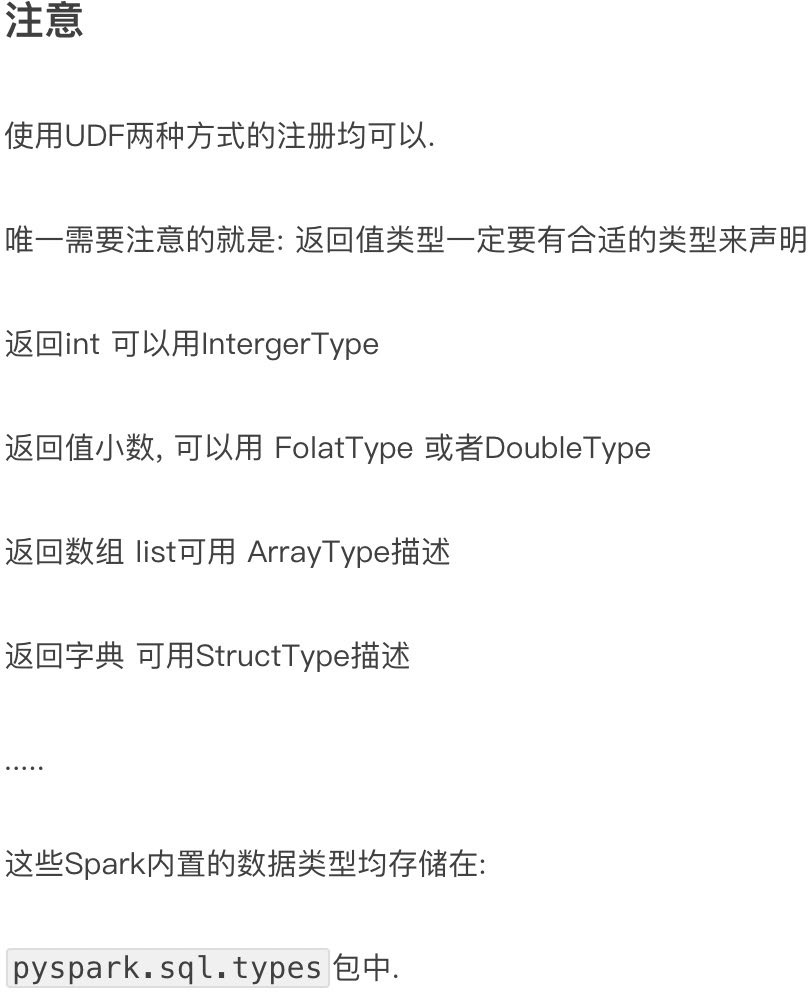 注意
使用UDF两种方式的注册均可以.
唯一需要注意的就是: 返回值类型一定要有合适的类型来声明
返回int 可以用IntergerType
返回值小数, 可以用 FolatType 或者DoubleType
返回数组 list可用 ArrayType描述
返回字典 可用StructType描述
.....
这些Spark内置的数据类型均存储在:
pyspark.sql.types包中.